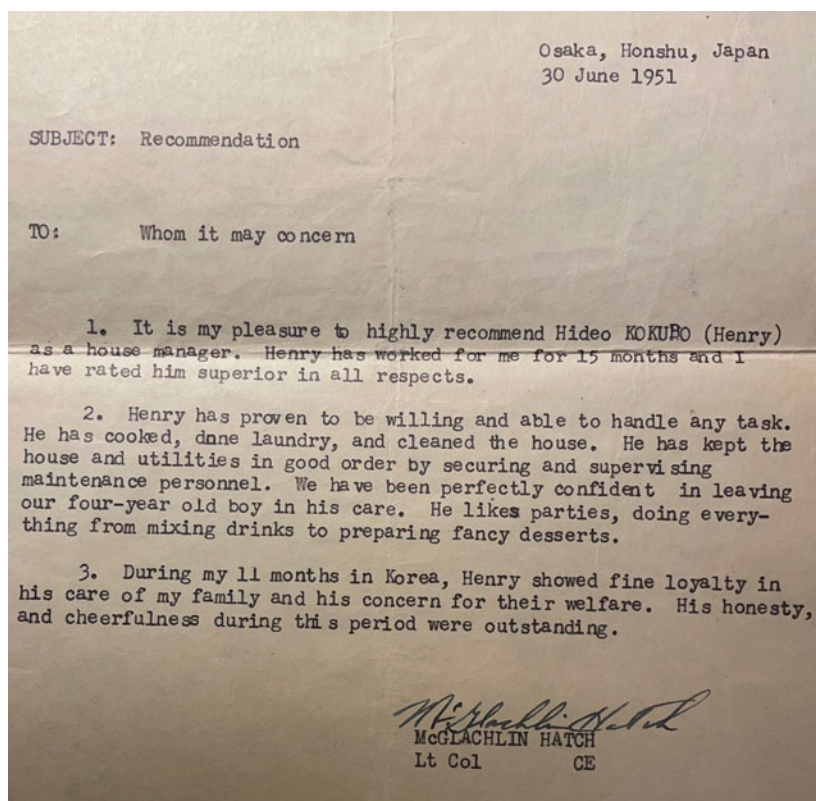 Osaka, Honshu, Japan
30 June 1951
SUBJECT: Recommendation
TO: Whom it may concern
1. It is my pleasure to highly recommend Hideo KOKUBO (Henry)
as a house manager. Henry has worked for me for 15 months and I
have rated him superior in all respects.
2. Henry has proven to be willing and able to handle any task.
He has cooked, done laundry, and cleaned the house. He has kept the
house and utilities in good order by securing and supervising
maintenance personnel. We have been perfectly confident in leaving
our four-year old boy in his care. He likes parties, doing every-
thing from mixing drinks to preparing fancy desserts.
3. During my 11 months in Korea, Henry showed fine loyalty in
his care of my family and his concern for their welfare. His honesty,
and cheerfulness during this period were outstanding.
McGlachlin Hatch
McGLACHLIN HATCH
Lt Col CE